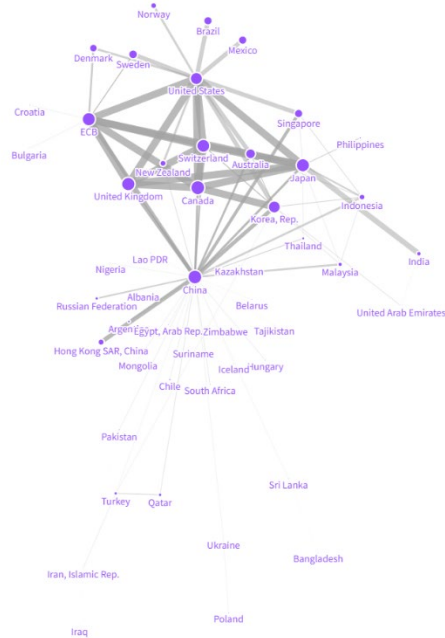 Norway
Brazil
Mexico
Denmark
Sweden
United States
Croatia
ECB
Singapore
Bulgaria
Switzerland
Philippines
New Zealand
Australia
Japan
United Kingdom
Canada
Indonesia
Korea, Rep.
Thailand
India
Lao PDR
Nigeria
Kazakhstan
Malaysia
China
Albania
Russian Federation
Belarus
United Arab Emirates
Egypt, Arab Rep.
Zimbabwe
Tajikistan
Hong Kong SAR, China
Suriname
Mongolia
Iceland
Hungary
Chile
South Africa
Pakistan
Sri Lanka
Turkey
Qatar
Ukraine
Bangladesh
Iran, Islamic Rep.
Poland
Iraq